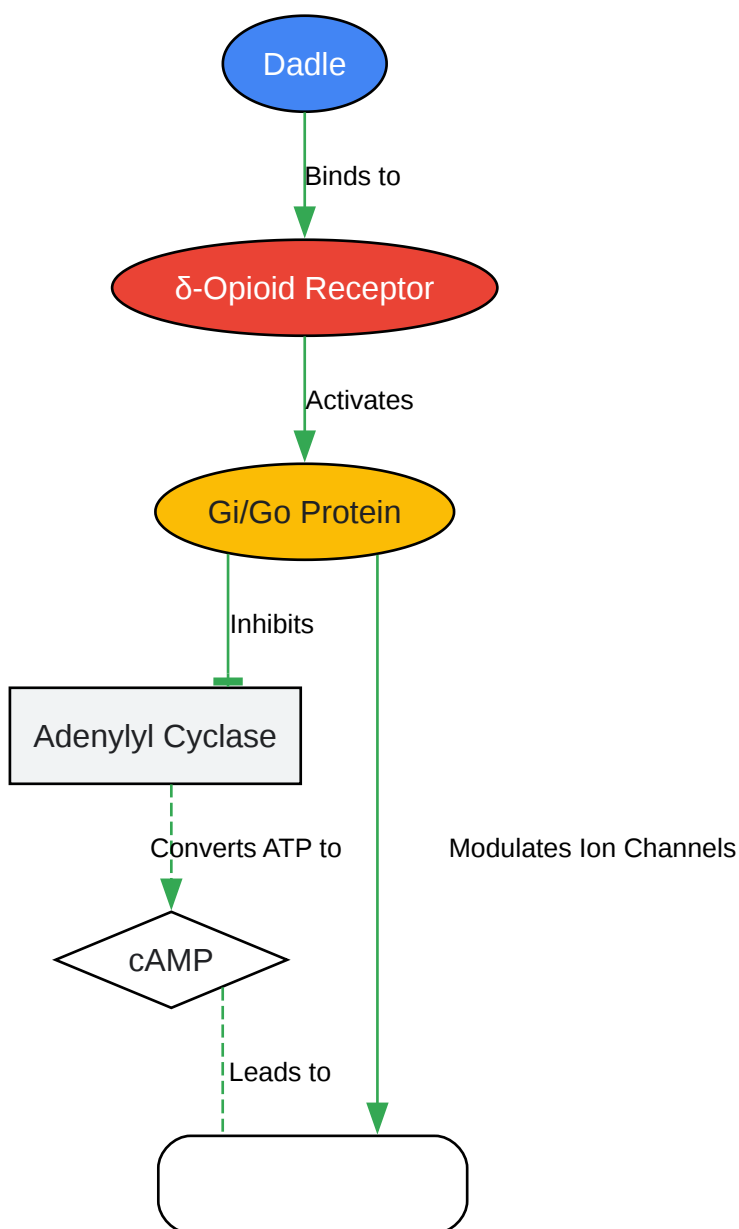 Dadle
Binds to
δ-Opioid Receptor
Activates
Gi/Go Protein
Inhibits
Adenylyl Cyclase
Converts ATP to
Modulates Ion Channels
cAMP
Leads to